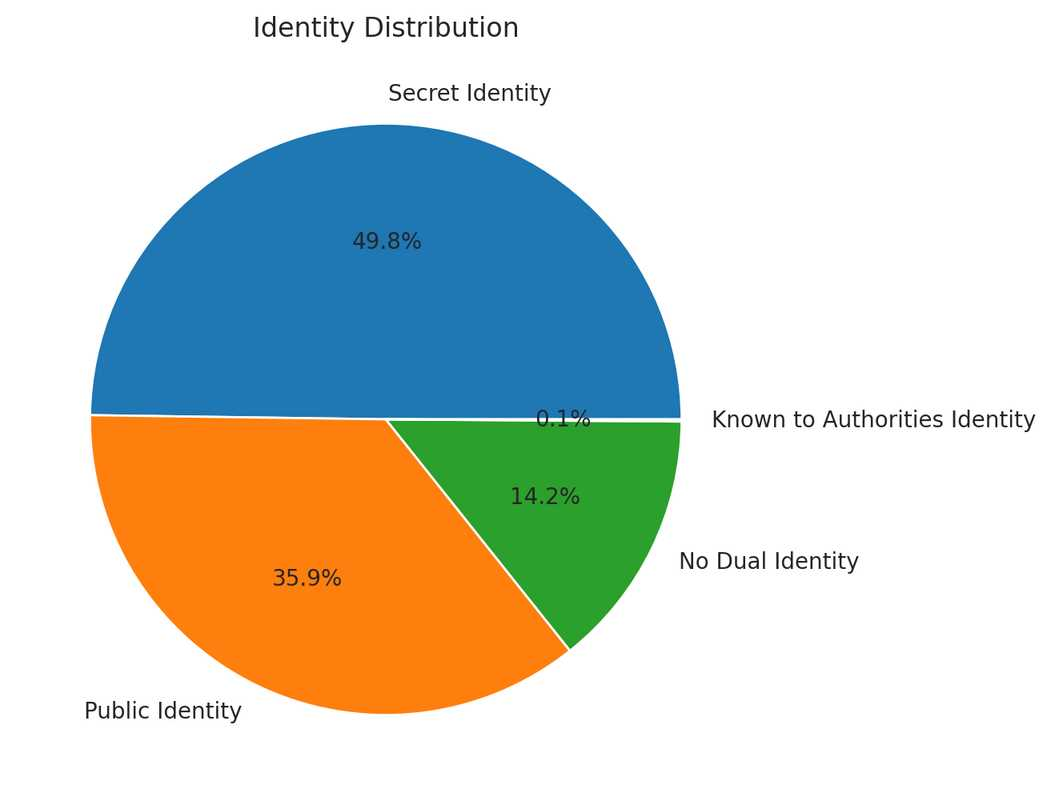 Identity Distribution
Secret Identity
49.8%
0.1%
Known to Authorities Identity
14.2%
No Dual Identity
35.9%
Public Identity